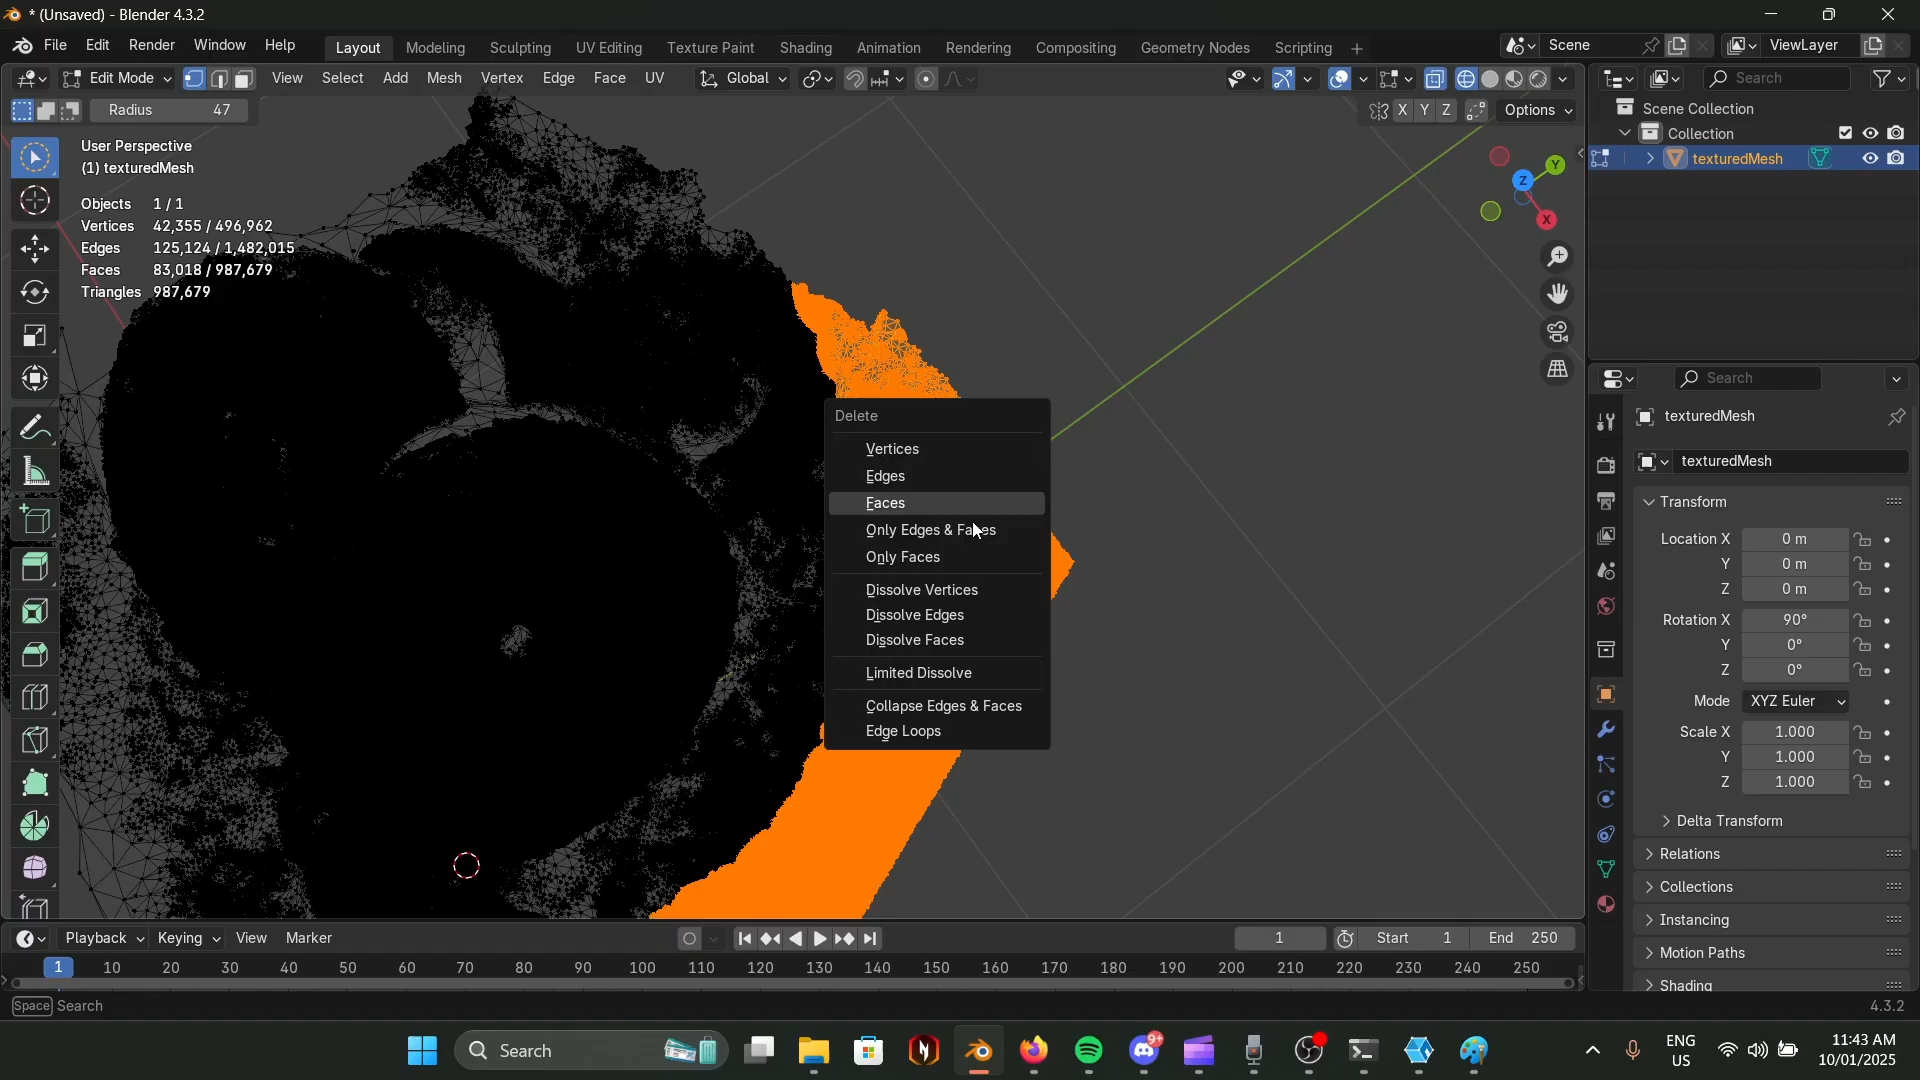 * (Unsaved) - Blender 4.3.2
File Edit Render Window Help
Layout Modeling Sculpting UV Editing Texture Paint Shading Animation Rendering Compositing Geometry Nodes Scripting +
Scene
ViewLayer
Edit Mode
View Select Add Mesh Vertex Edge Face UV
Global
Search
Radius 47
X Y Z
Options
Scene Collection
Collection
texturedMesh
User Perspective
(1) texturedMesh
Objects 1 / 1
Vertices 42,355 / 496,962
Edges 125,124 / 1,482,015
Faces 83,018 / 987,679
Triangles 987,679
Y
Z
X
Delete
Vertices
Edges
Faces
Only Edges & Faces
Only Faces
Dissolve Vertices
Dissolve Edges
Dissolve Faces
Limited Dissolve
Collapse Edges & Faces
Edge Loops
Search
texturedMesh
texturedMesh
Transform
Location X 0 m
Y 0 m
Z 0 m
Rotation X 90°
Y 0°
Z 0°
Mode XYZ Euler
Scale X 1.000
Y 1.000
Z 1.000
Delta Transform
Relations
Collections
Instancing
Motion Paths
Shading
Playback Keying View Marker
1
Start 1 End 250
1 10 20 30 40 50 60 70 80 90 100 110 120 130 140 150 160 170 180 190 200 210 220 230 240 250
Space Search
4.3.2
Search
9+
ENG
US
11:43 AM
10/01/2025